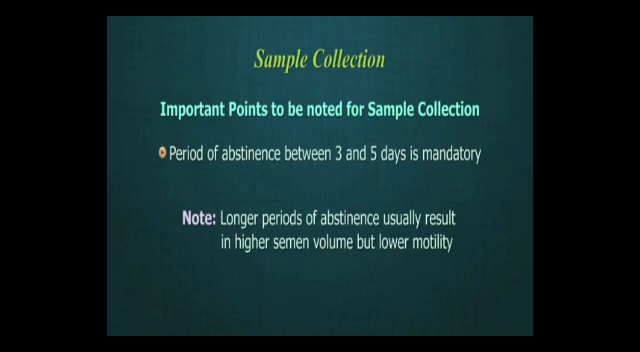 Sample Collection
Important Points to be noted for Sample Collection
Period of abstinence between 3 and 5 days is mandatory
Note: Longer periods of abstinence usually result
in higher semen volume but lower motility